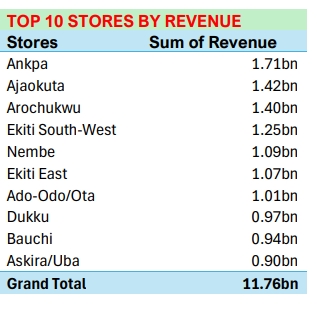 TOP 10 STORES BY REVENUE
Stores Sum of Revenue
Ankpa 1.71bn
Ajaokuta 1.42bn
Arochukwu 1.40bn
Ekiti South-West 1.25bn
Nembe 1.09bn
Ekiti East 1.07bn
Ado-Odo/Ota 1.01bn
Dukku 0.97bn
Bauchi 0.94bn
Askira/Uba 0.90bn
Grand Total 11.76bn